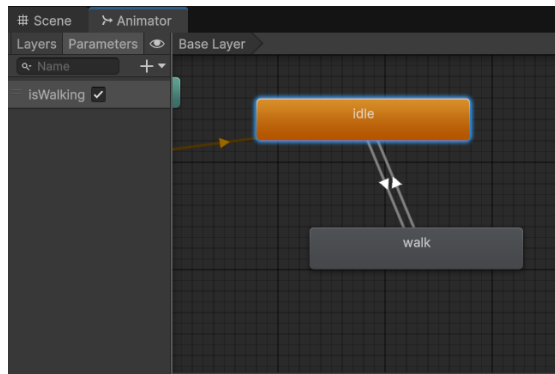 Scene Animator
Layers Parameters Base Layer
Name
isWalking
idle
walk